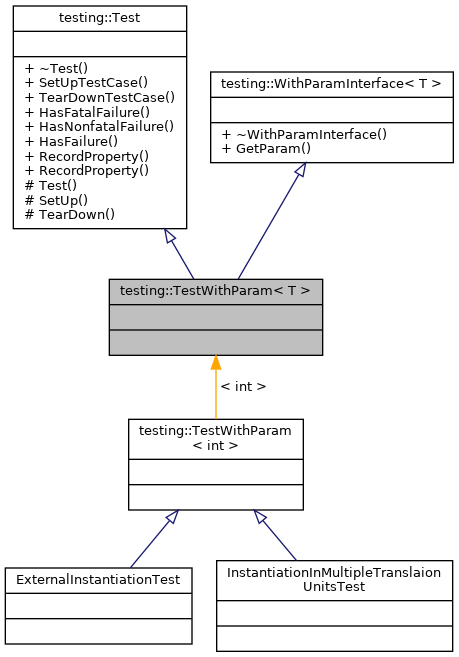 testing::Test
+ ~Test()
+ SetUpTestCase()
+ TearDownTestCase()
+ HasFatalFailure()
+ HasNonfatalFailure()
+ HasFailure()
+ RecordProperty()
+ RecordProperty()
# Test()
# SetUp()
# TearDown()
testing::WithParamInterface< T >
+ ~WithParamInterface()
+ GetParam()
testing::TestWithParam< T >
< int >
testing::TestWithParam
< int >
ExternalInstantiationTest
InstantiationInMultipleTranslaion
UnitsTest